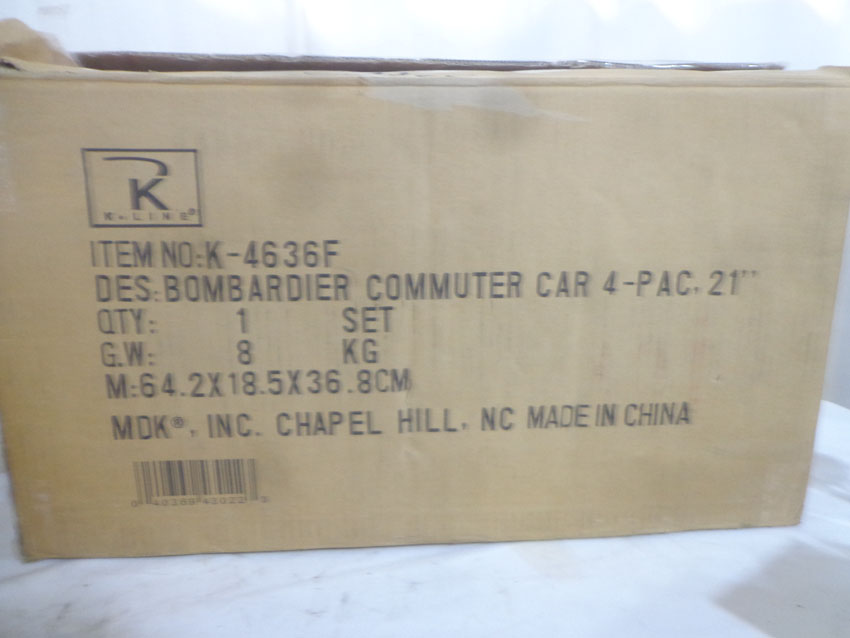 K
K-LINE®
ITEM NO:K-4636F
DES:BOMBARDIER COMMUTER CAR 4-PAC, 21''
QTY: 1 SET
G.W: 8 KG
M:64.2X18.5X36.8CM
MDK®, INC. CHAPEL HILL, NC MADE IN CHINA